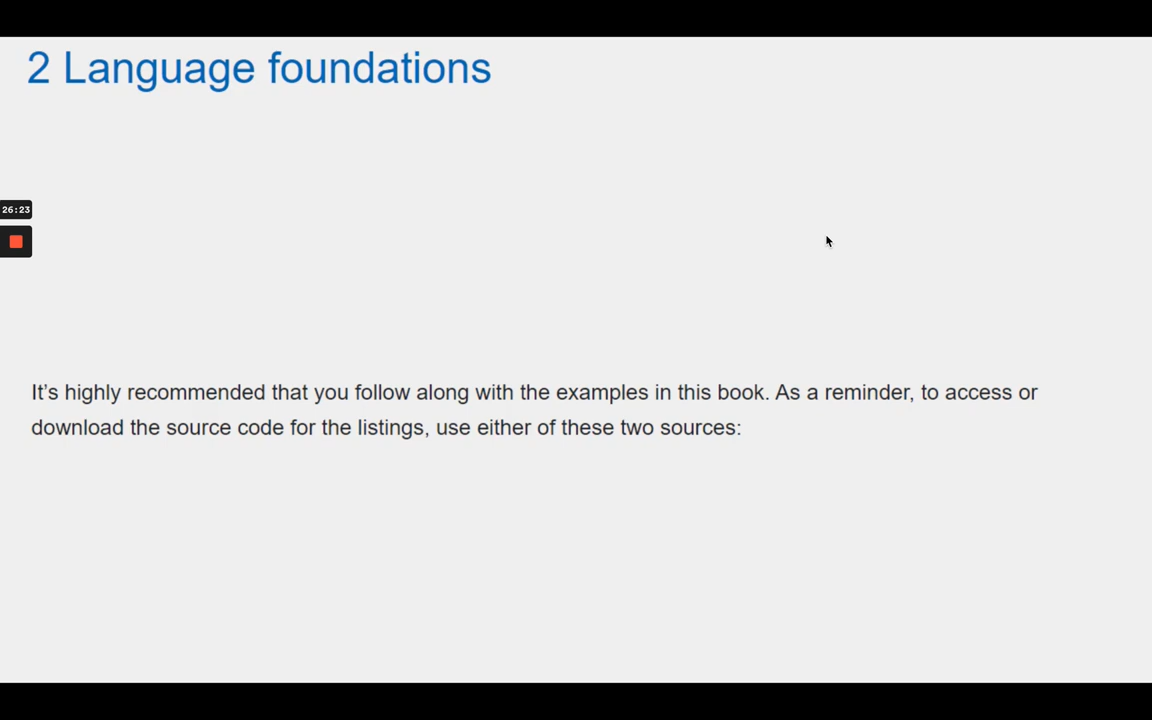 2 Language foundations
26:23
It’s highly recommended that you follow along with the examples in this book. As a reminder, to access or
download the source code for the listings, use either of these two sources: